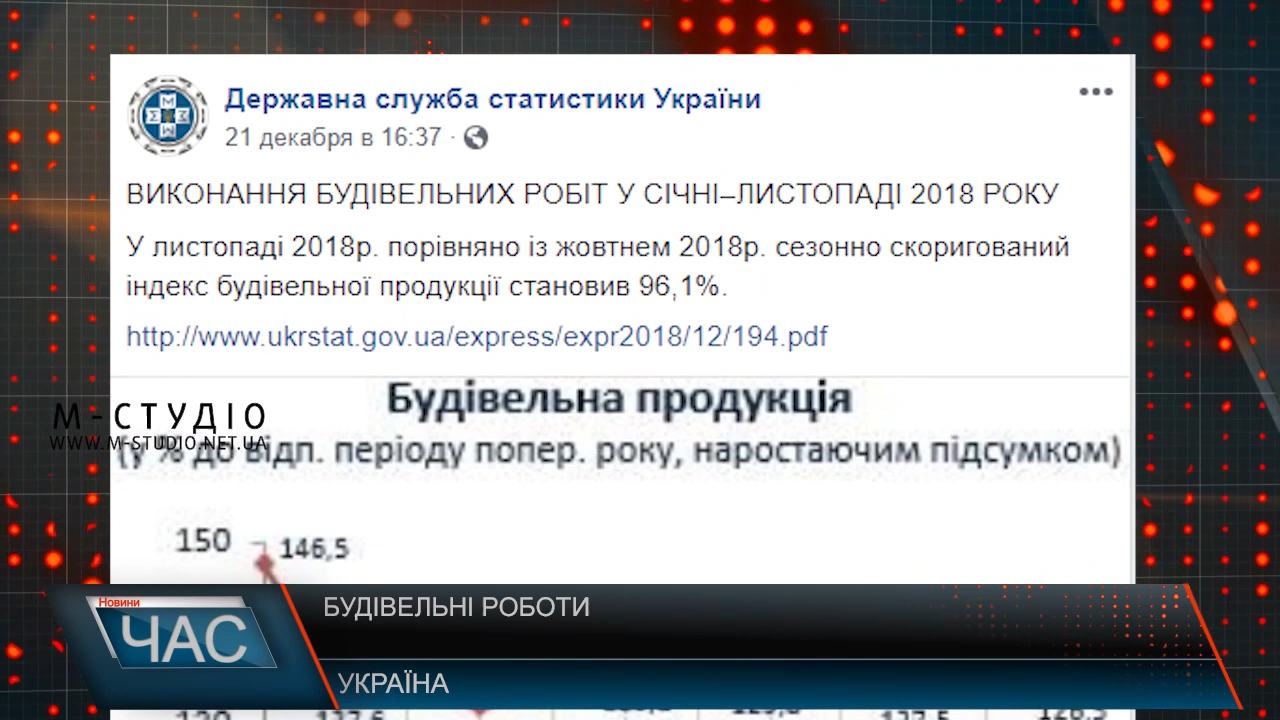 Державна служба статистики України
21 декабря в 16:37 ·
ВИКОНАННЯ БУДІВЕЛЬНИХ РОБІТ У СІЧНІ–ЛИСТОПАДІ 2018 РОКУ
У листопаді 2018р. порівняно із жовтнем 2018р. сезонно скоригований
індекс будівельної продукції становив 96,1%.
http://www.ukrstat.gov.ua/express/expr2018/12/194.pdf
Будівельна продукція
М-СТУДІО
WWW.M-STUDIO.NET.UA
(у % до відп. періоду попер. року, наростаючим підсумком)
150
146,5
Новини
ЧАС
БУДІВЕЛЬНІ РОБОТИ
УКРАЇНА